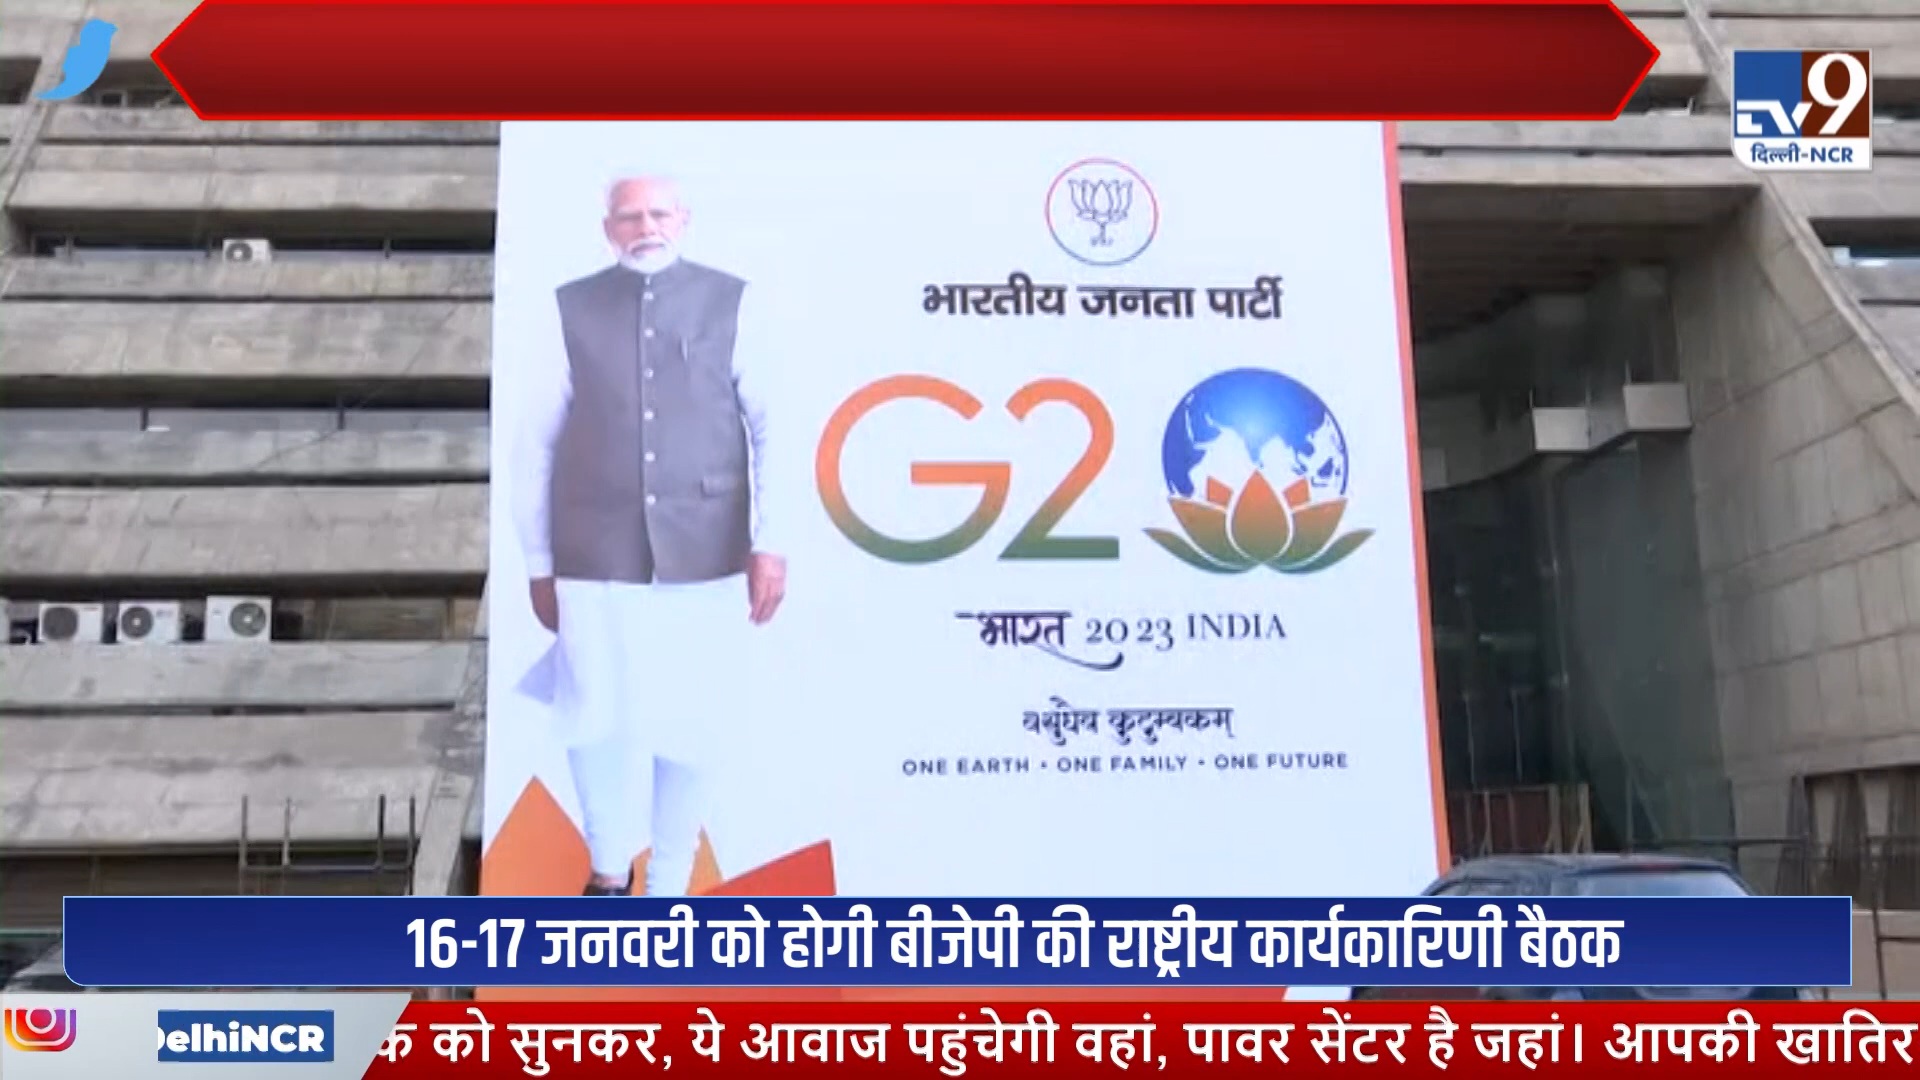 TV9
दिल्ली-NCR
भारतीय जनता पार्टी
G20
भारत 2023 INDIA
वसुधैव कुटुम्बकम्
ONE EARTH • ONE FAMILY • ONE FUTURE
16-17 जनवरी को होगी बीजेपी की राष्ट्रीय कार्यकारिणी बैठक
elhiNCR
को सुनकर, ये आवाज पहुंचेगी वहां, पावर सेंटर है जहां। आपकी खातिर